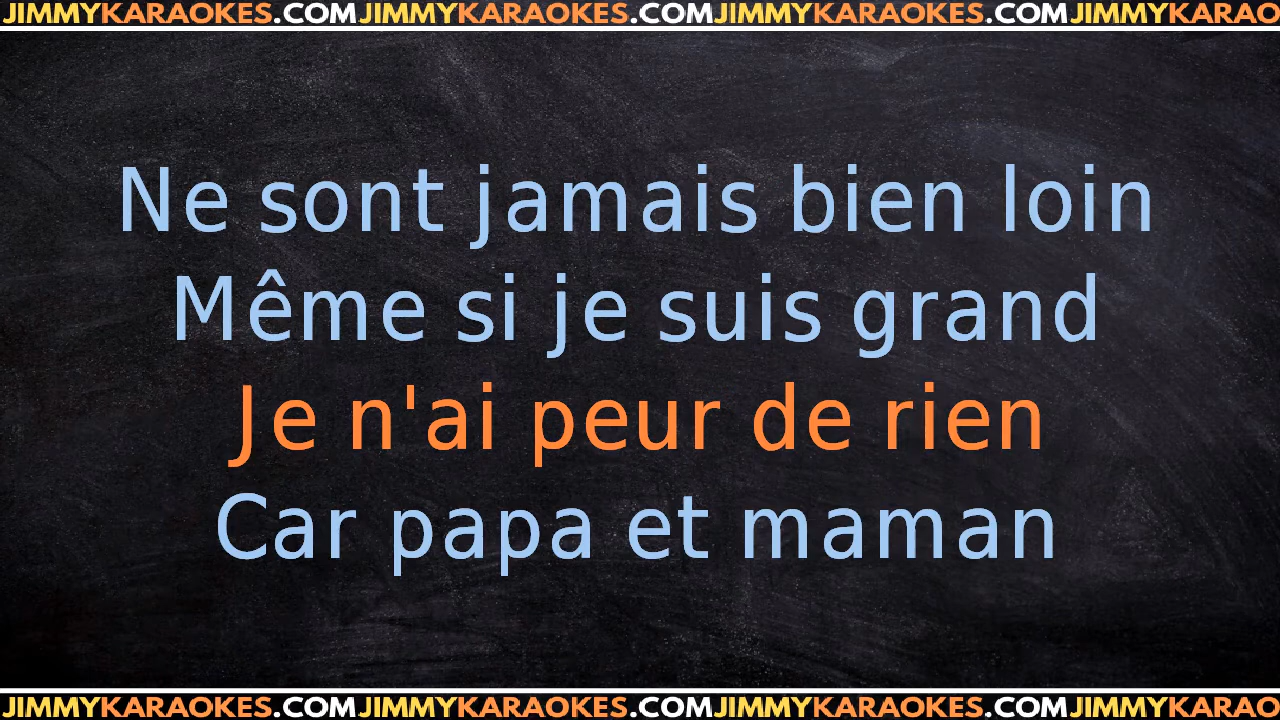 JIMMYKARAOKES.COMJIMMYKARAOKES.COMJIMMYKARAOKES.COMJIMMYKARAO
Ne sont jamais bien loin
Même si je suis grand
Je n'ai peur de rien
Car papa et maman
JIMMYKARAOKES.COMJIMMYKARAOKES.COMJIMMYKARAOKES.COMJIMMYKARAO